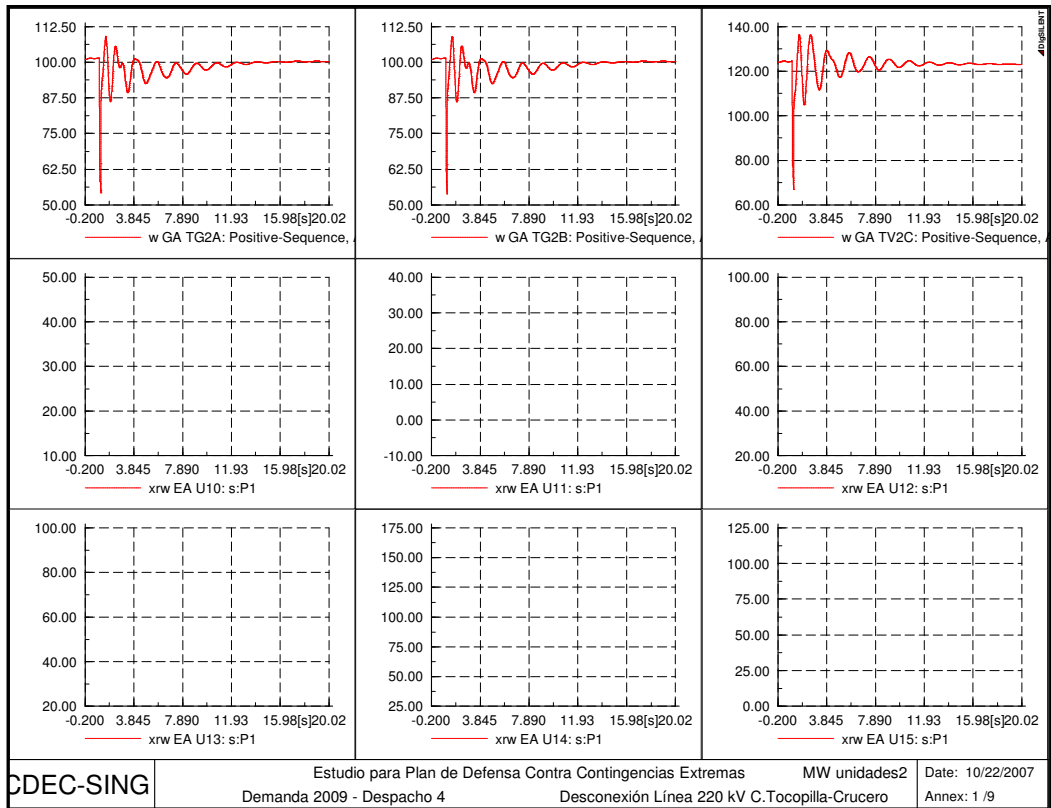 112.50
100.00
87.50
75.00
62.50
50.00
-0.200 3.845 7.890 11.93 15.98[s]20.02
w GA TG2A: Positive-Sequence,
112.50
100.00
87.50
75.00
62.50
50.00
-0.200 3.845 7.890 11.93 15.98[s]20.02
w GA TG2B: Positive-Sequence,
140.00
120.00
100.00
80.00
60.00
-0.200 3.845 7.890 11.93 15.98[s]20.02
w GA TV2C: Positive-Sequence,
DIgSILENT
50.00
40.00
30.00
20.00
10.00
-0.200 3.845 7.890 11.93 15.98[s]20.02
xrw EA U10: s:P1
40.00
30.00
20.00
10.00
0.00
-10.00
-0.200 3.845 7.890 11.93 15.98[s]20.02
xrw EA U11: s:P1
100.00
80.00
60.00
40.00
20.00
-0.200 3.845 7.890 11.93 15.98[s]20.02
xrw EA U12: s:P1
100.00
80.00
60.00
40.00
20.00
-0.200 3.845 7.890 11.93 15.98[s]20.02
xrw EA U13: s:P1
175.00
150.00
125.00
100.00
75.00
50.00
25.00
-0.200 3.845 7.890 11.93 15.98[s]20.02
xrw EA U14: s:P1
125.00
100.00
75.00
50.00
25.00
0.00
-0.200 3.845 7.890 11.93 15.98[s]20.02
xrw EA U15: s:P1
CDEC-SING
Estudio para Plan de Defensa Contra Contingencias Extremas MW unidades2
Demanda 2009 - Despacho 4 Desconexión Línea 220 kV C.Tocopilla-Crucero
Date: 10/22/2007
Annex: 1 /9